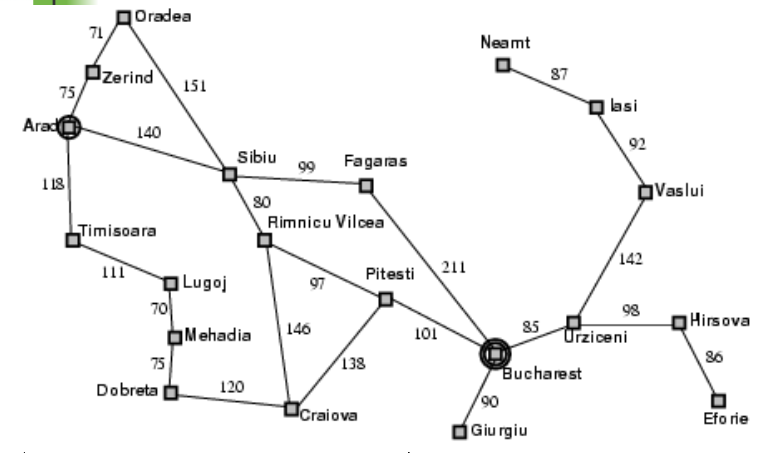 Oradea
71
Neamt
Zerind
87
151
75
Iasi
Arad
140
92
Sibiu
99
Fagaras
118
80
Vaslui
Rimnicu Vilcea
Timisoara
111
Lugoj
97
Pitesti
211
142
70
146
101
85
98
Hirsova
Mehadia
Urziceni
86
75
138
Bucharest
Dobreta
120
90
Craiova
Eforie
Giurgiu